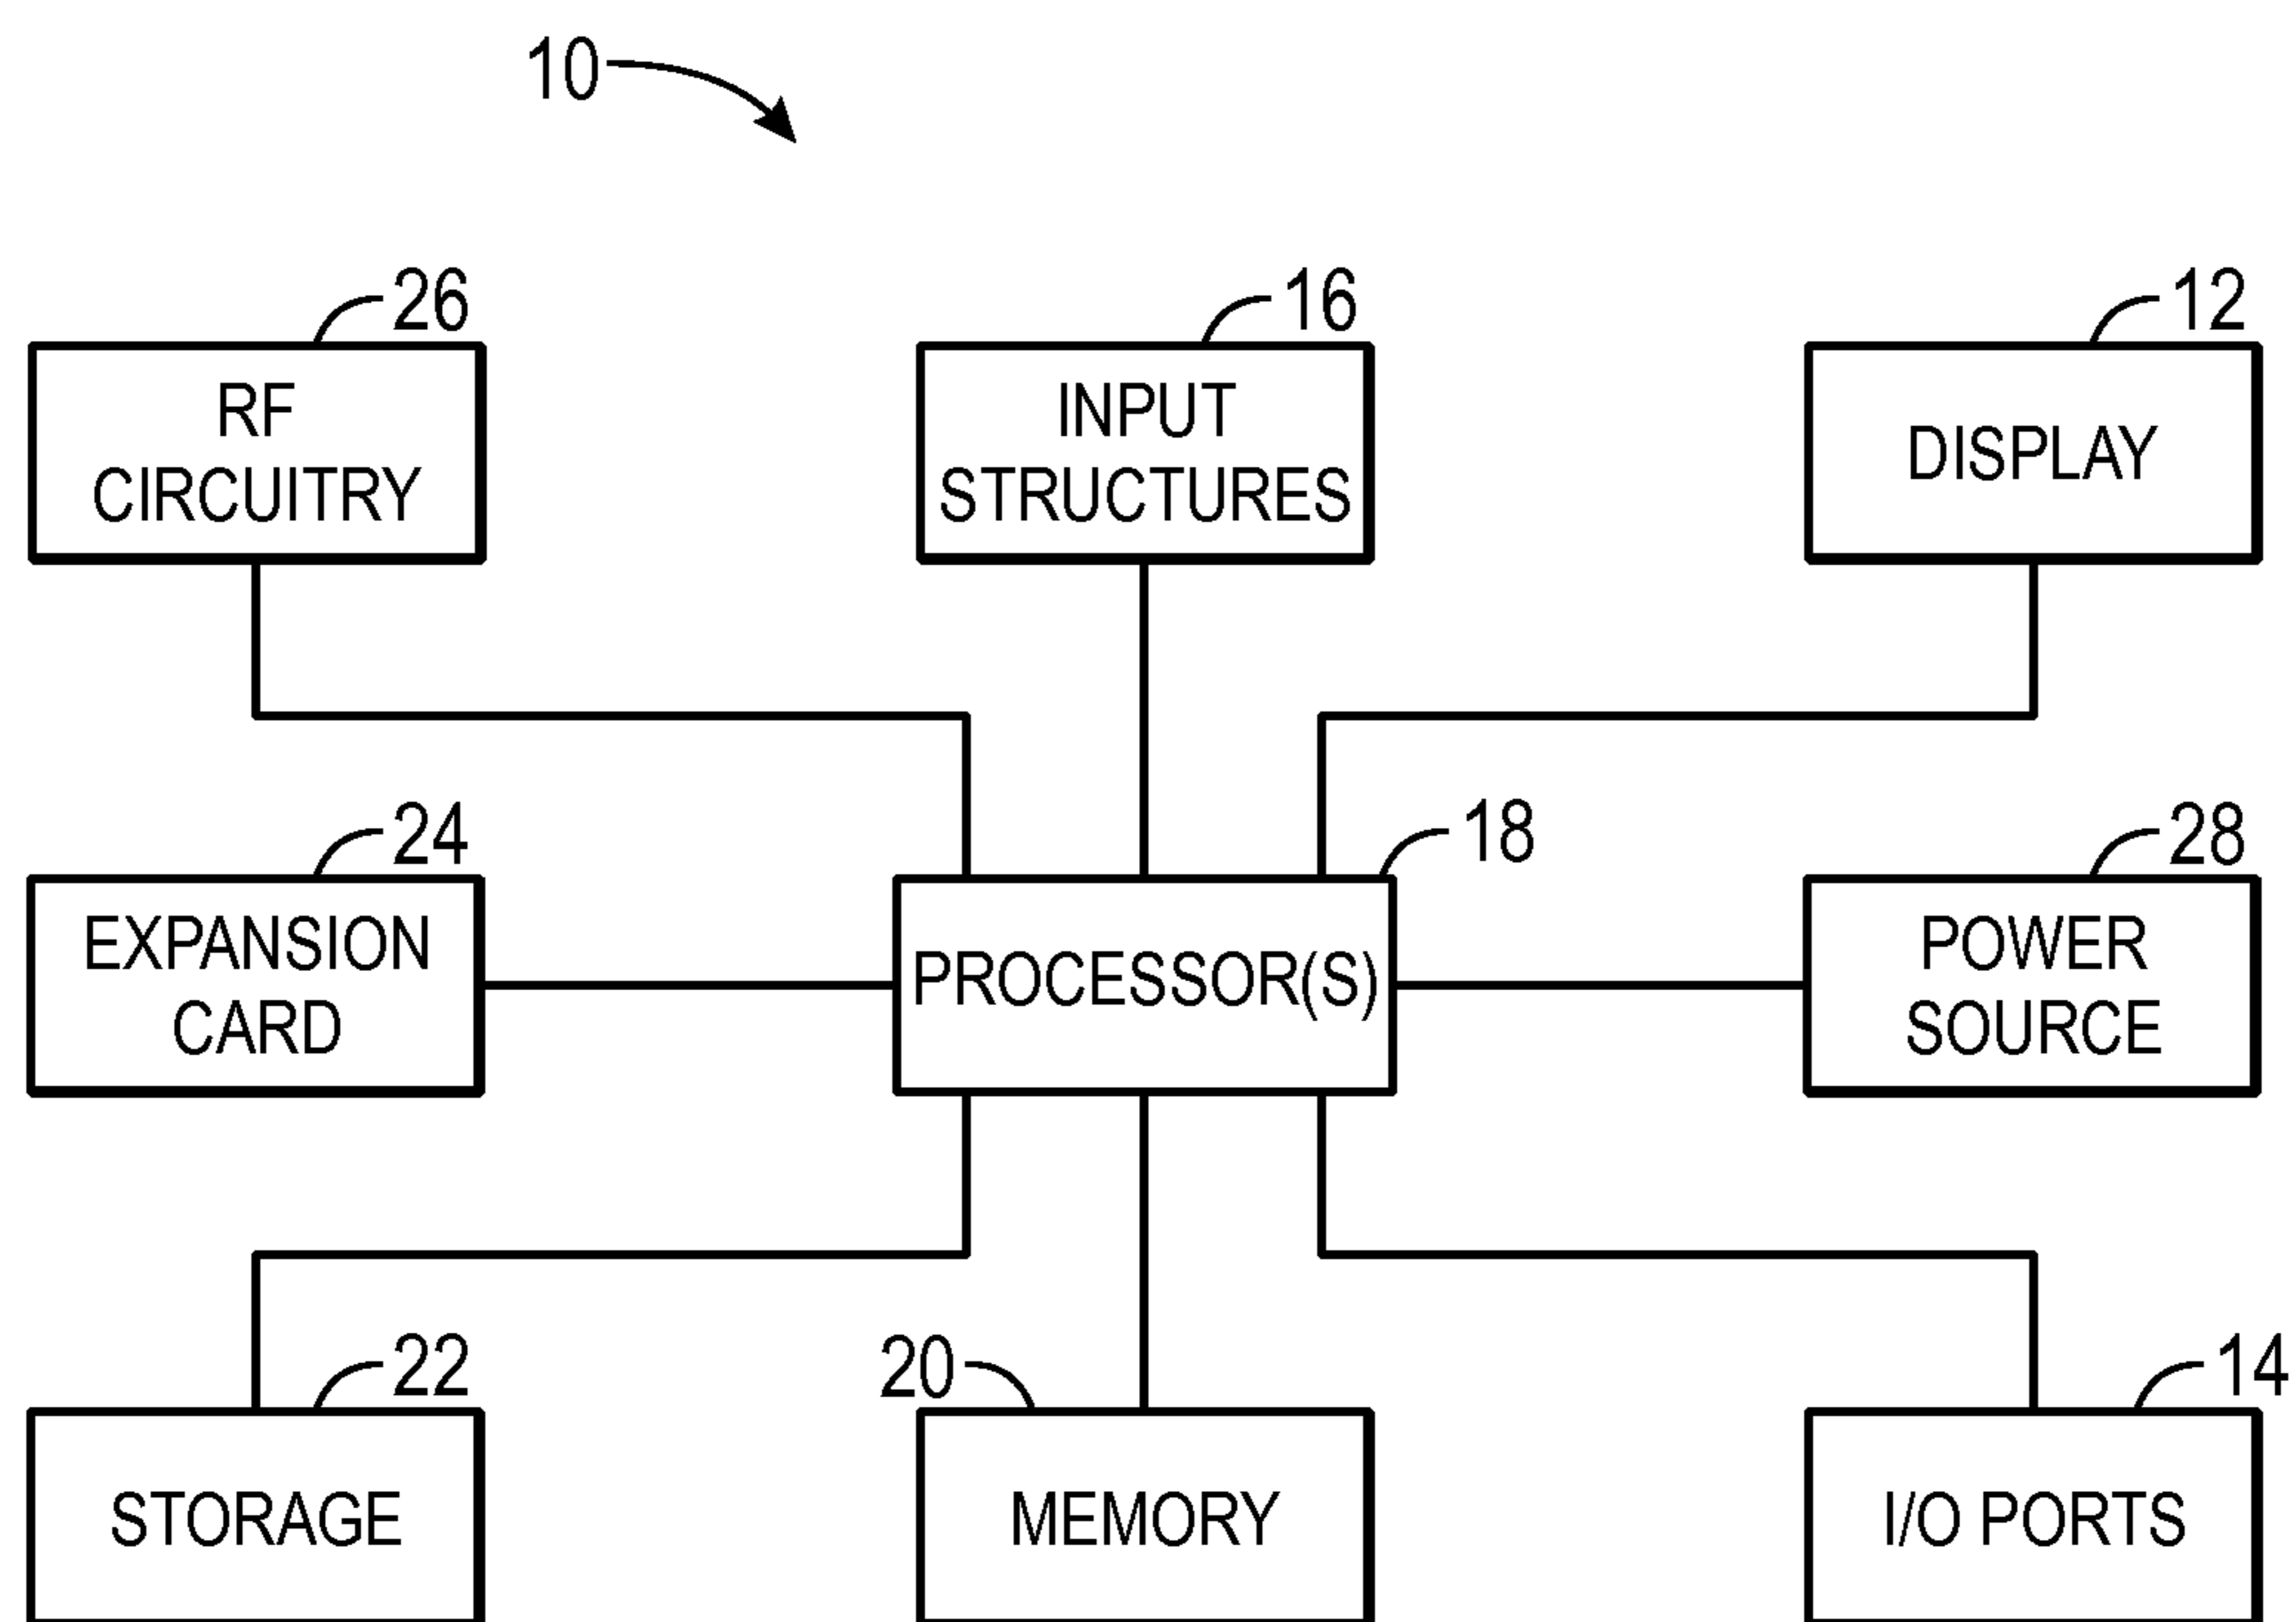 10
26
16
12
RF
CIRCUITRY
INPUT
STRUCTURES
DISPLAY
24
18
28
EXPANSION
CARD
PROCESSOR(S)
POWER
SOURCE
22
20
14
STORAGE
MEMORY
I/O PORTS